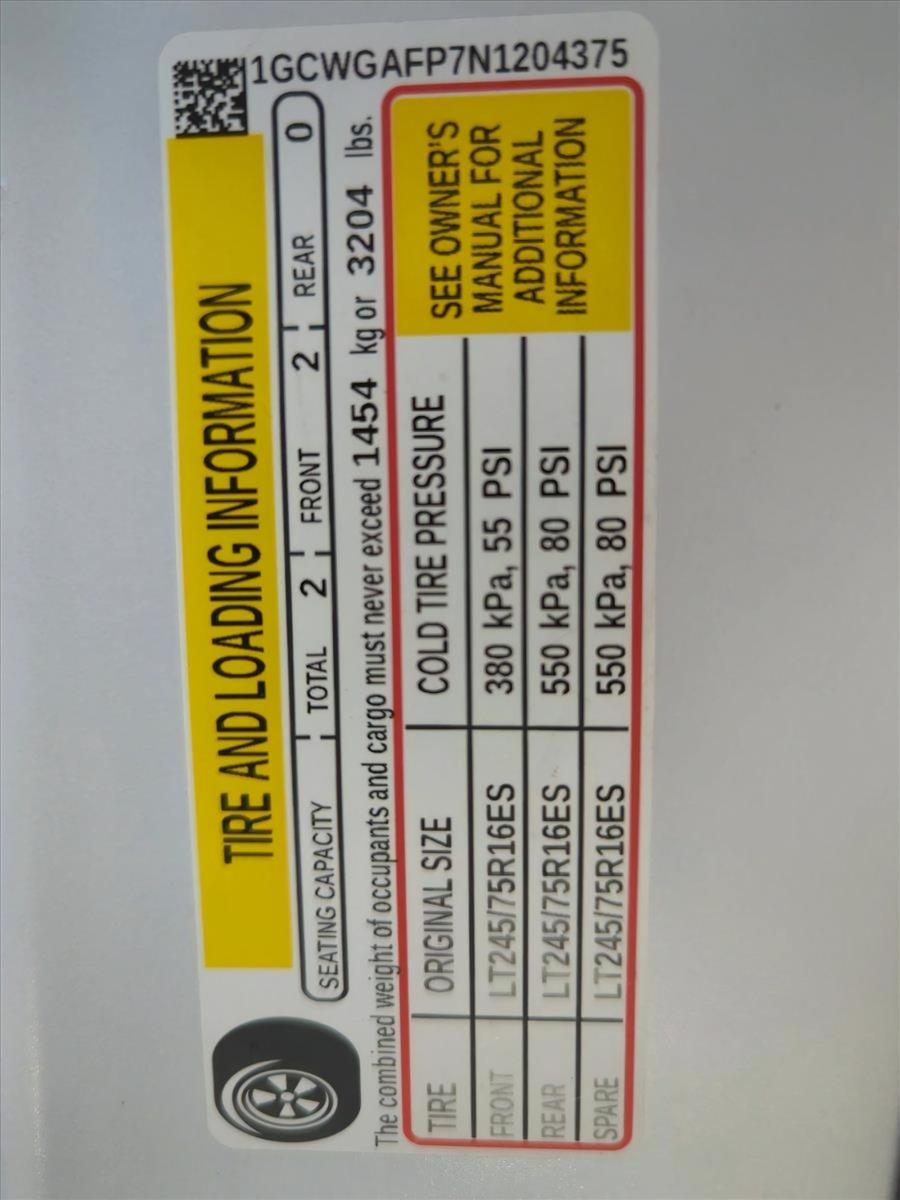 1GCWGAFP7N1204375
TIRE AND LOADING INFORMATION
SEATING CAPACITY TOTAL 2 FRONT 2 REAR 0
The combined weight of occupants and cargo must never exceed 1454 kg or 3204 lbs.
TIRE ORIGINAL SIZE COLD TIRE PRESSURE
FRONT LT245/75R16ES 380 kPa, 55 PSI
REAR LT245/75R16ES 550 kPa, 80 PSI
SPARE LT245/75R16ES 550 kPa, 80 PSI
SEE OWNER'S
MANUAL FOR
ADDITIONAL
INFORMATION